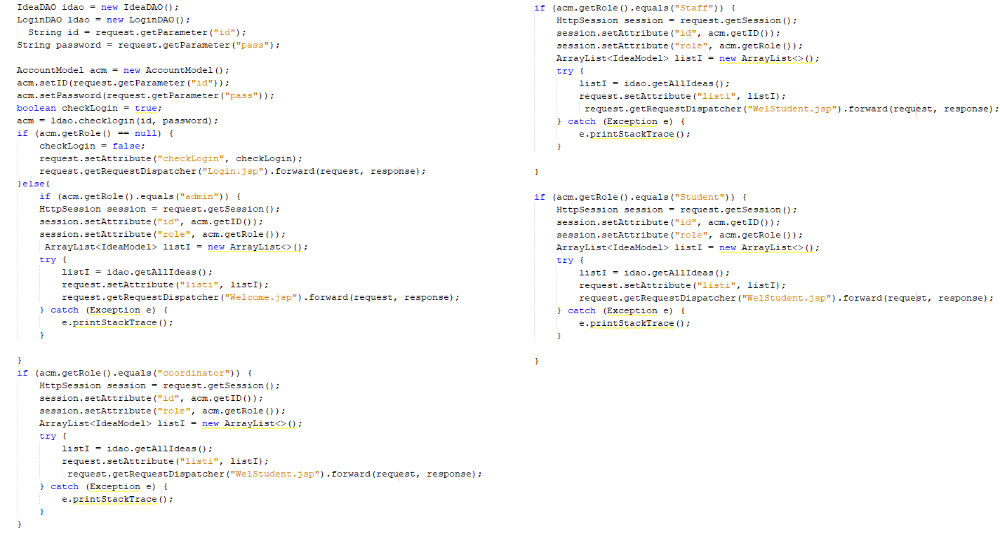 IdeaDAO idao = new IdeaDAO();
LoginDAO ldao = new LoginDAO();
  String id = request.getParameter("id");
String password = request.getParameter("pass");

AccountModel acm = new AccountModel();
acm.setID(request.getParameter("id"));
acm.setPassword(request.getParameter("pass"));
boolean checkLogin = true;
acm = ldao.checklogin(id, password);
if (acm.getRole() == null) {
    checkLogin = false;
    request.setAttribute("checkLogin", checkLogin);
    request.getRequestDispatcher("Login.jsp").forward(request, response);
}else{
    if (acm.getRole().equals("admin")) {
    HttpSession session = request.getSession();
    session.setAttribute("id", acm.getID());
    session.setAttribute("role", acm.getRole());
     ArrayList<IdeaModel> listI = new ArrayList<>();
    try {
        listI = idao.getAllIdeas();
        request.setAttribute("listi", listI);
        request.getRequestDispatcher("Welcome.jsp").forward(request, response);
    } catch (Exception e) {
        e.printStackTrace();
    }

}
if (acm.getRole().equals("coordinator")) {
    HttpSession session = request.getSession();
    session.setAttribute("id", acm.getID());
    session.setAttribute("role", acm.getRole());
    ArrayList<IdeaModel> listI = new ArrayList<>();
    try {
        listI = idao.getAllIdeas();
        request.setAttribute("listi", listI);
         request.getRequestDispatcher("WelStudent.jsp").forward(request, response);
    } catch (Exception e) {
        e.printStackTrace();
    }
}
if (acm.getRole().equals("Staff")) {
    HttpSession session = request.getSession();
    session.setAttribute("id", acm.getID());
    session.setAttribute("role", acm.getRole());
    ArrayList<IdeaModel> listI = new ArrayList<>();
    try {
        listI = idao.getAllIdeas();
        request.setAttribute("listi", listI);
         request.getRequestDispatcher("WelStudent.jsp").forward(request, response);
    } catch (Exception e) {
        e.printStackTrace();
    }

}

if (acm.getRole().equals("Student")) {
    HttpSession session = request.getSession();
    session.setAttribute("id", acm.getID());
    session.setAttribute("role", acm.getRole());
    ArrayList<IdeaModel> listI = new ArrayList<>();
    try {
        listI = idao.getAllIdeas();
        request.setAttribute("listi", listI);
        request.getRequestDispatcher("WelStudent.jsp").forward(request, response);
    } catch (Exception e) {
        e.printStackTrace();
    }

}